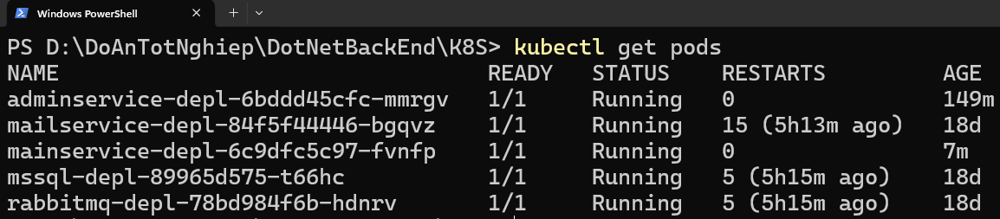 Windows PowerShell
PS D:\DoAnTotNghiep\DotNetBackEnd\K8S> kubectl get pods
NAME READY STATUS RESTARTS AGE
adminservice-depl-6bddd45cfc-mmrgv 1/1 Running 0 149m
mailservice-depl-84f5f44446-bgqvz 1/1 Running 15 (5h13m ago) 18d
mainservice-depl-6c9dfc5c97-fvnfp 1/1 Running 0 7m
mssql-depl-89965d575-t66hc 1/1 Running 5 (5h15m ago) 18d
rabbitmq-depl-78bd984f6b-hdnrv 1/1 Running 5 (5h15m ago) 18d